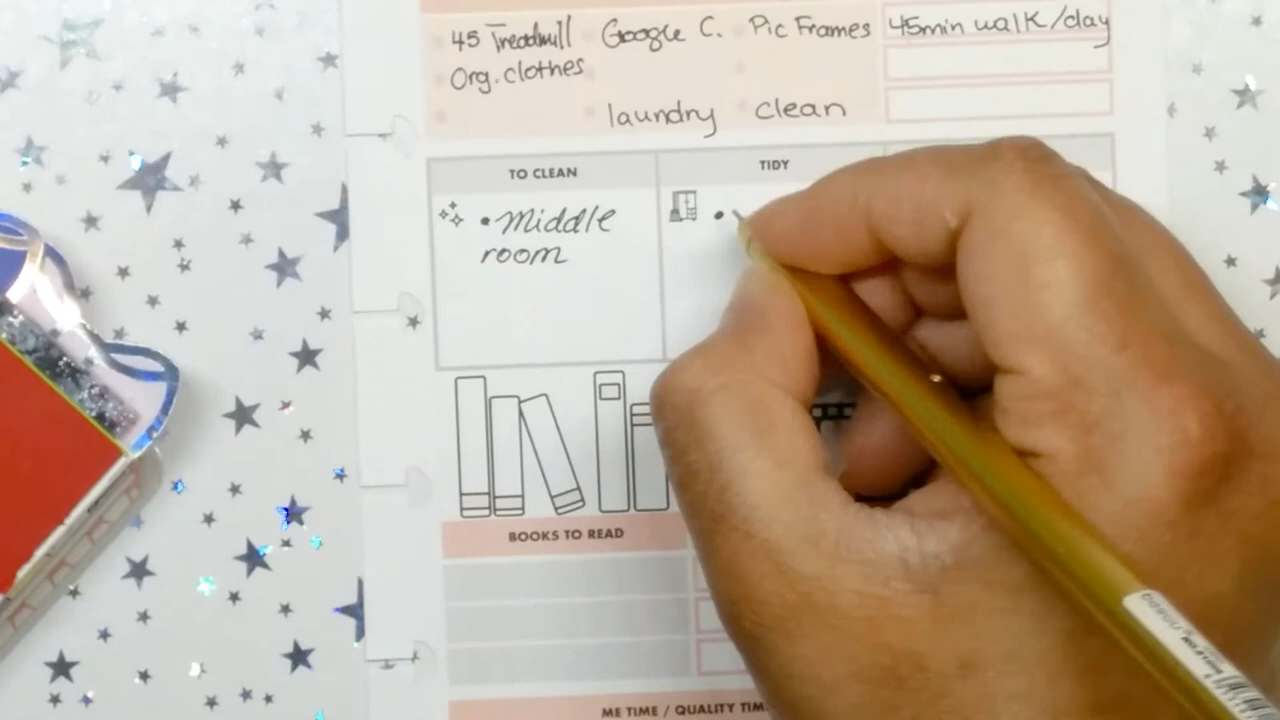 45 Treadmill Google C. Pic Frames 45min walk/day
Org. clothes
laundry clean
TO CLEAN TIDY
• Middle
room
BOOKS TO READ
ME TIME / QUALITY TIM